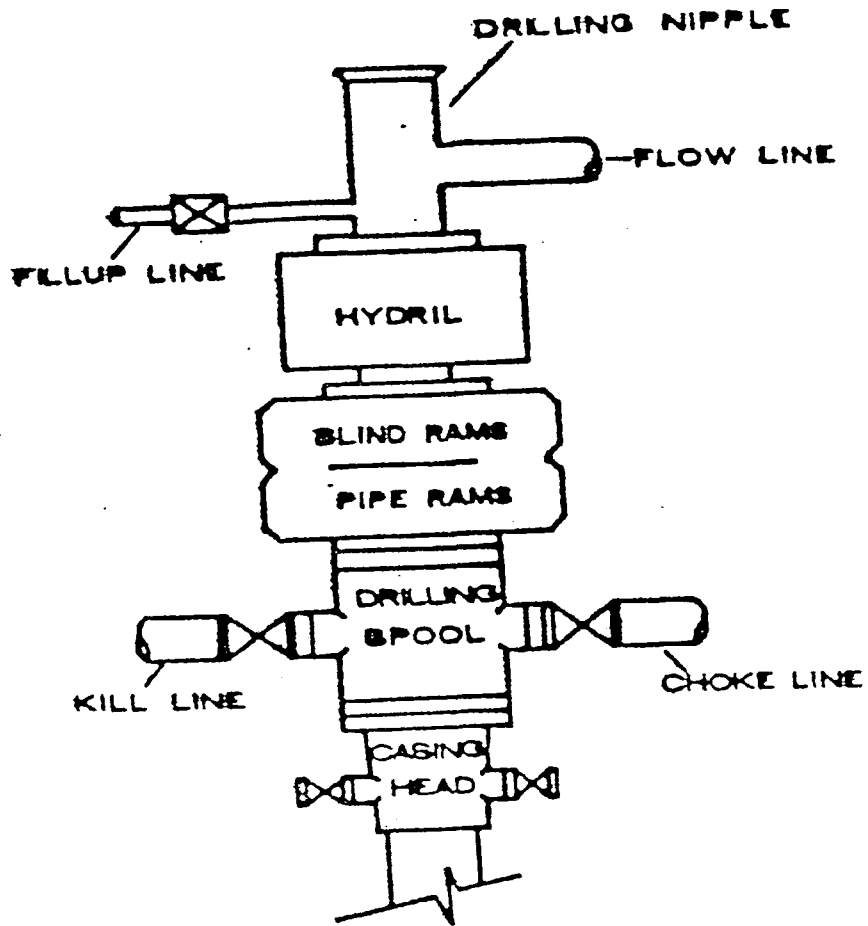 DRILLING NIPPLE
FLOW LINE
FILLUP LINE
HYDRIL
BLIND RAMS
PIPE RAMS
DRILLING
SPOOL
KILL LINE
CHOKE LINE
CASING
HEAD